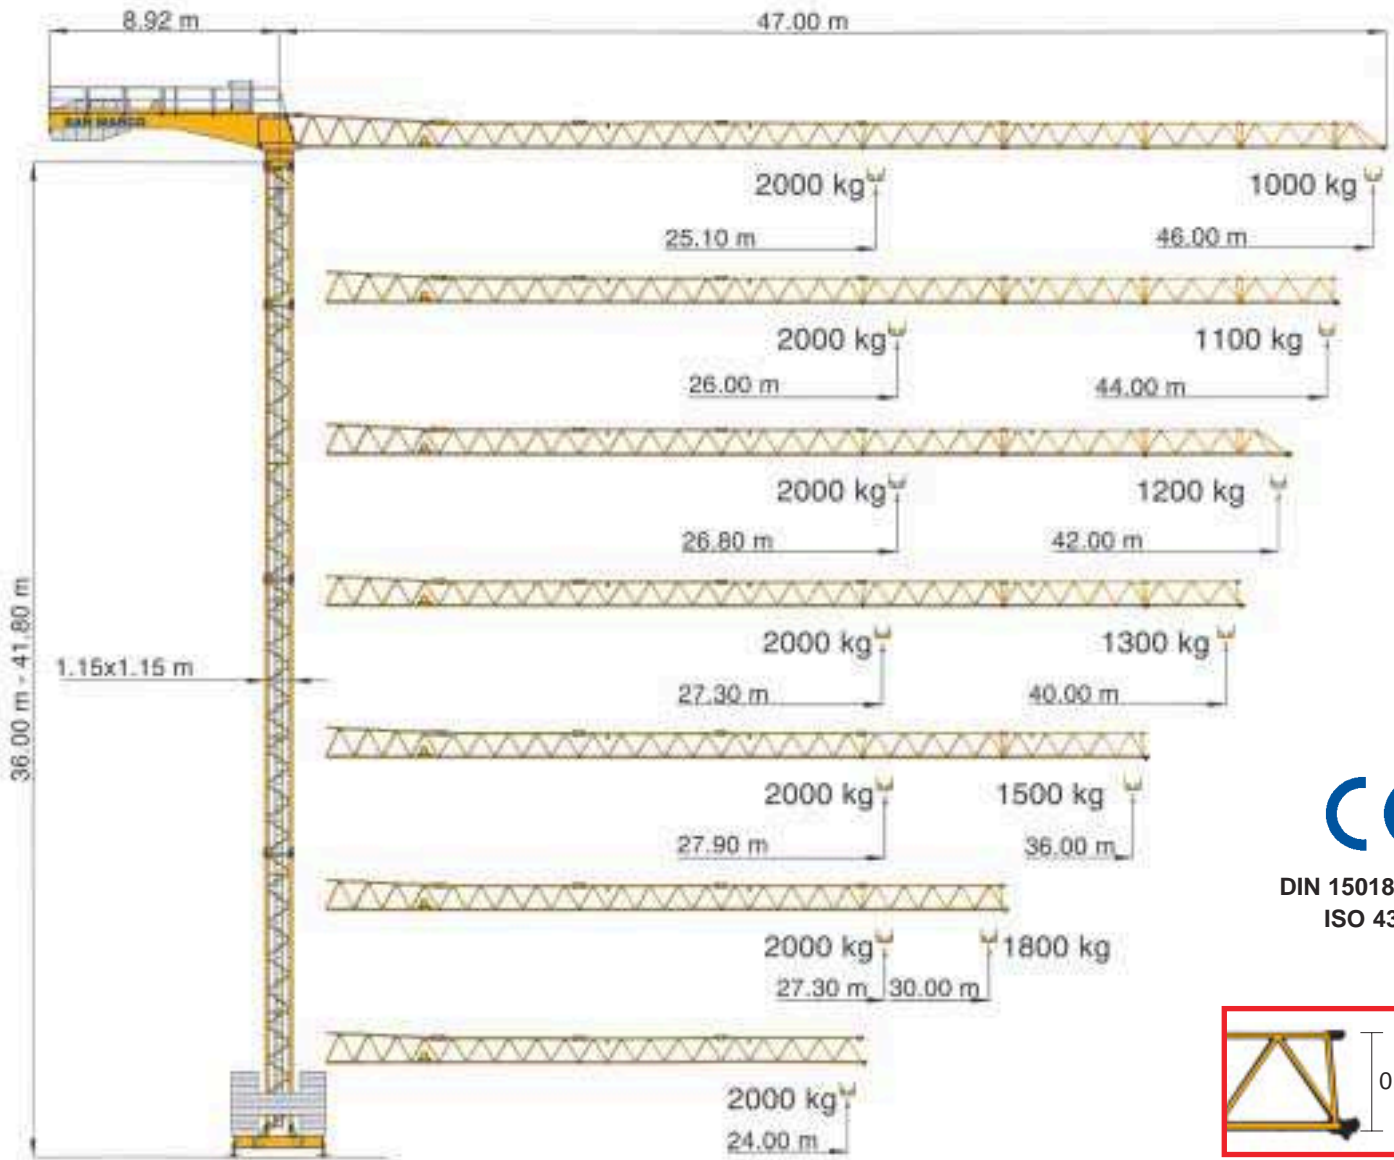 8.92 m 47.00 m
SAN MARCO
2000 kg 1000 kg
25.10 m 46.00 m
2000 kg 1100 kg
26.00 m 44.00 m
2000 kg 1200 kg
26.80 m 42.00 m
36.00 m - 41.80 m
2000 kg 1300 kg
1.15x1.15 m
27.30 m 40.00 m
2000 kg 1500 kg
27.90 m 36.00 m
CE
DIN 15018
ISO 43
2000 kg 1800 kg
27.30 m 30.00 m
0
2000 kg
24.00 m